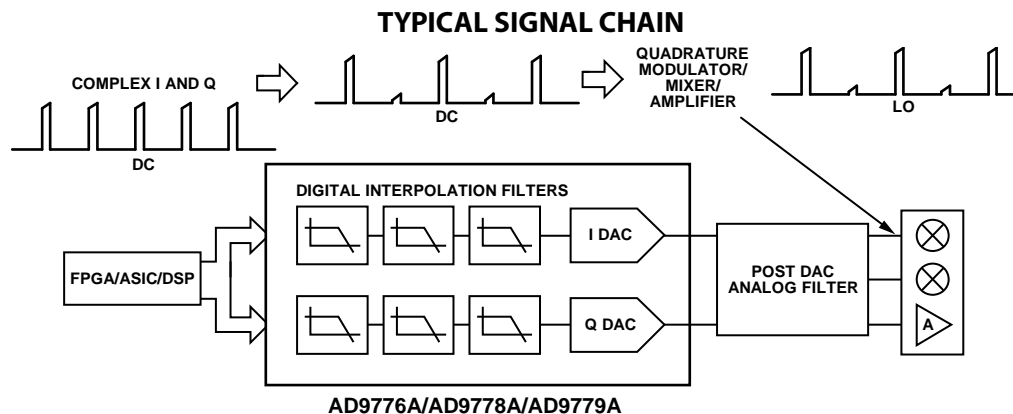 TYPICAL SIGNAL CHAIN
COMPLEX I AND Q
DC
DC
QUADRATURE
MODULATOR/
MIXER/
AMPLIFIER
LO
DIGITAL INTERPOLATION FILTERS
FPGA/ASIC/DSP
I DAC
Q DAC
POST DAC
ANALOG FILTER
A
AD9776A/AD9778A/AD9779A